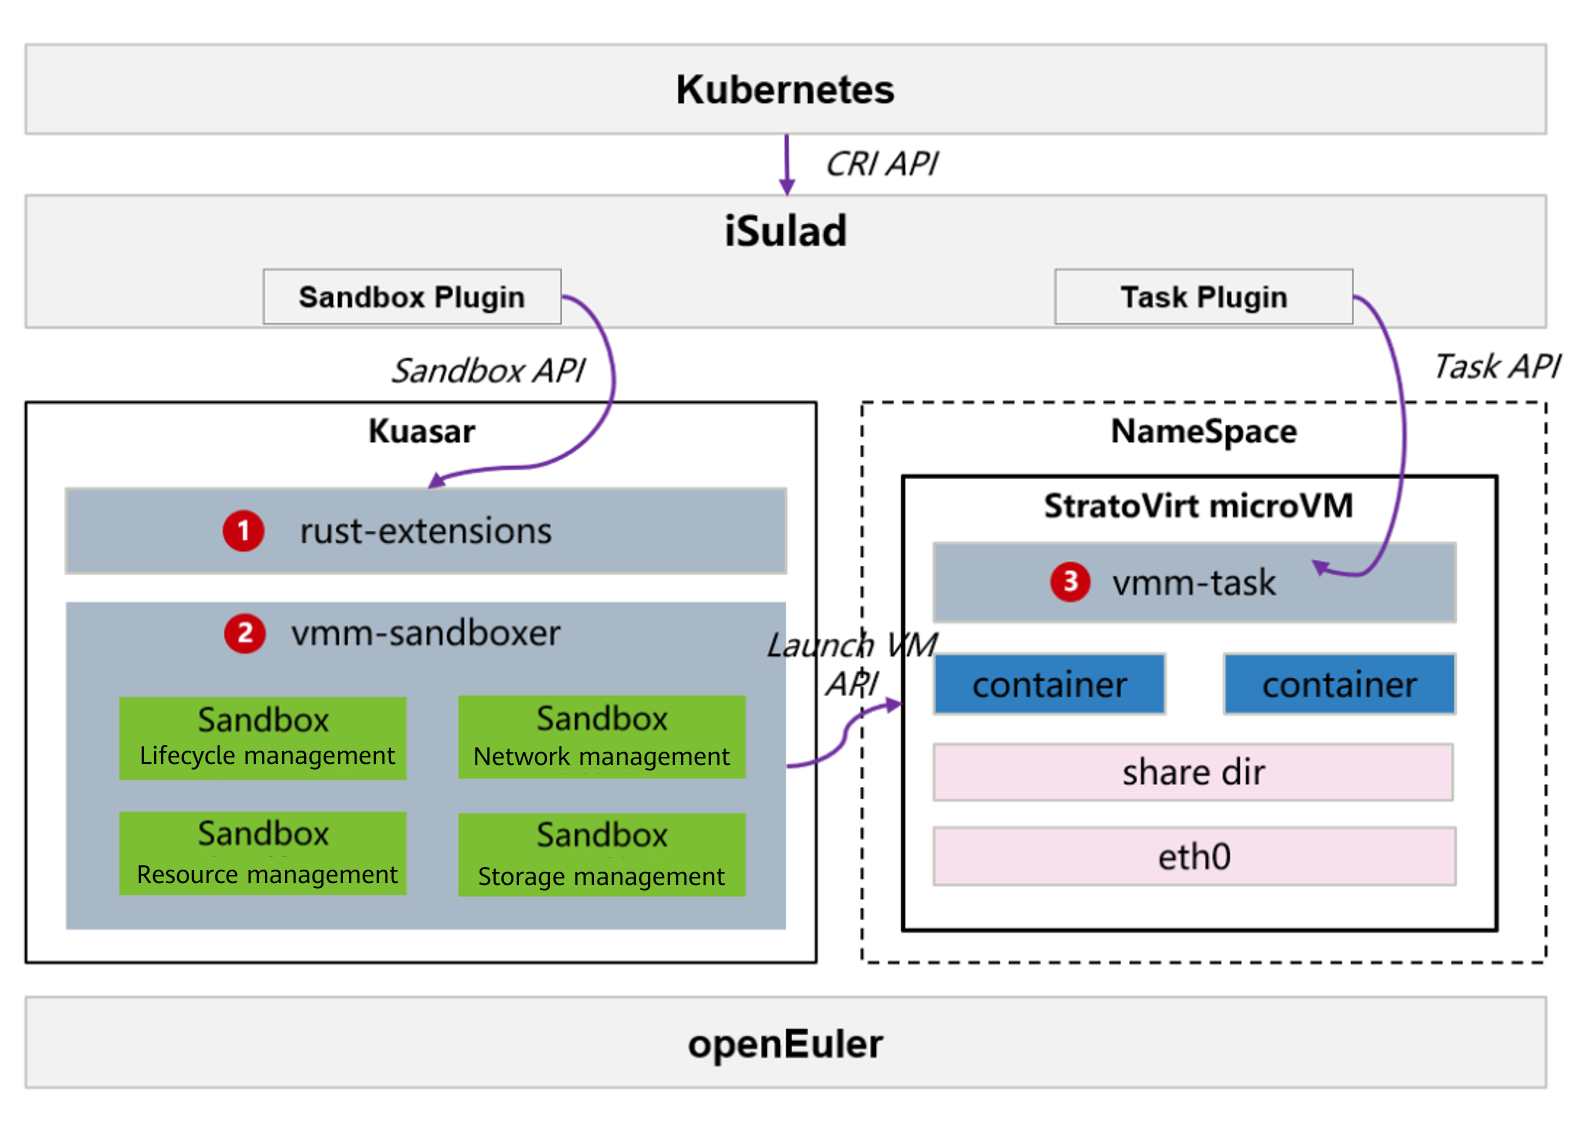 Kubernetes
CRI API
iSulad
Sandbox Plugin
Task Plugin
Sandbox API
Task API
Kuasar
1 rust-extensions
2 vmm-sandboxer
Sandbox
Lifecycle management
Sandbox
Network management
Sandbox
Resource management
Sandbox
Storage management
Launch VM
API
NameSpace
StratoVirt microVM
3 vmm-task
container
container
share dir
eth0
openEuler